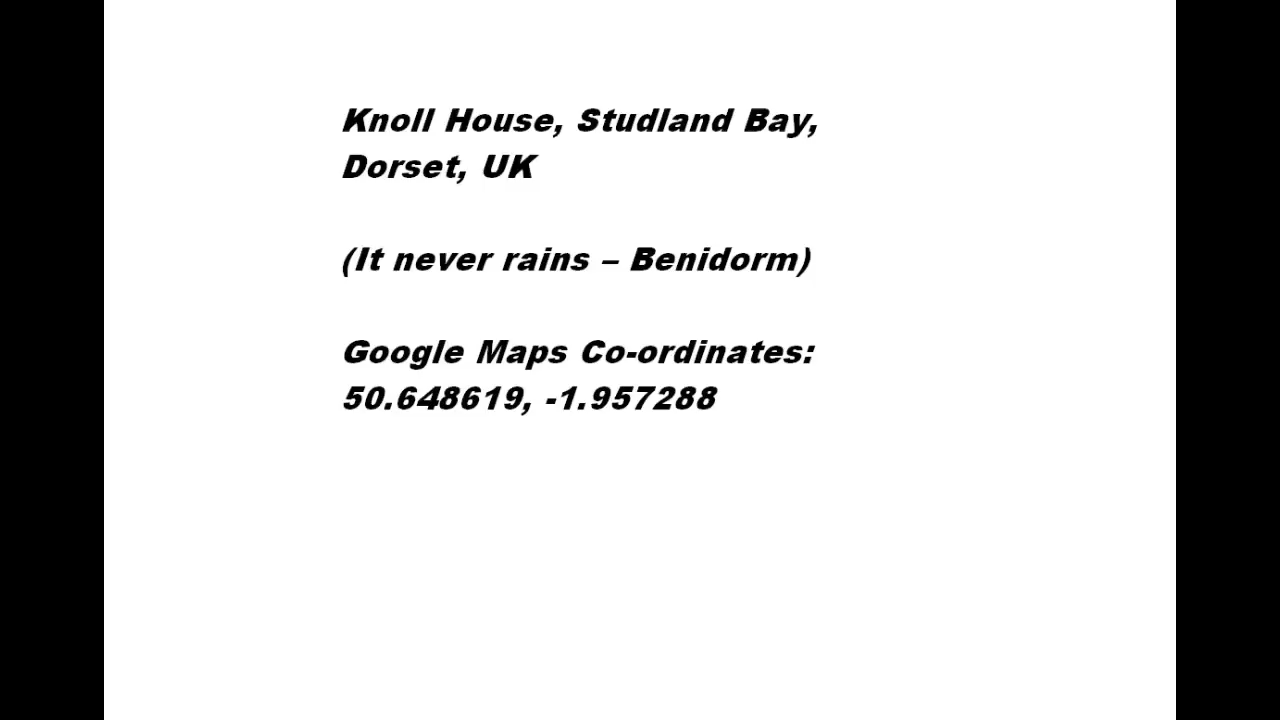 Knoll House, Studland Bay,
Dorset, UK
(It never rains – Benidorm)
Google Maps Co-ordinates:
50.648619, -1.957288